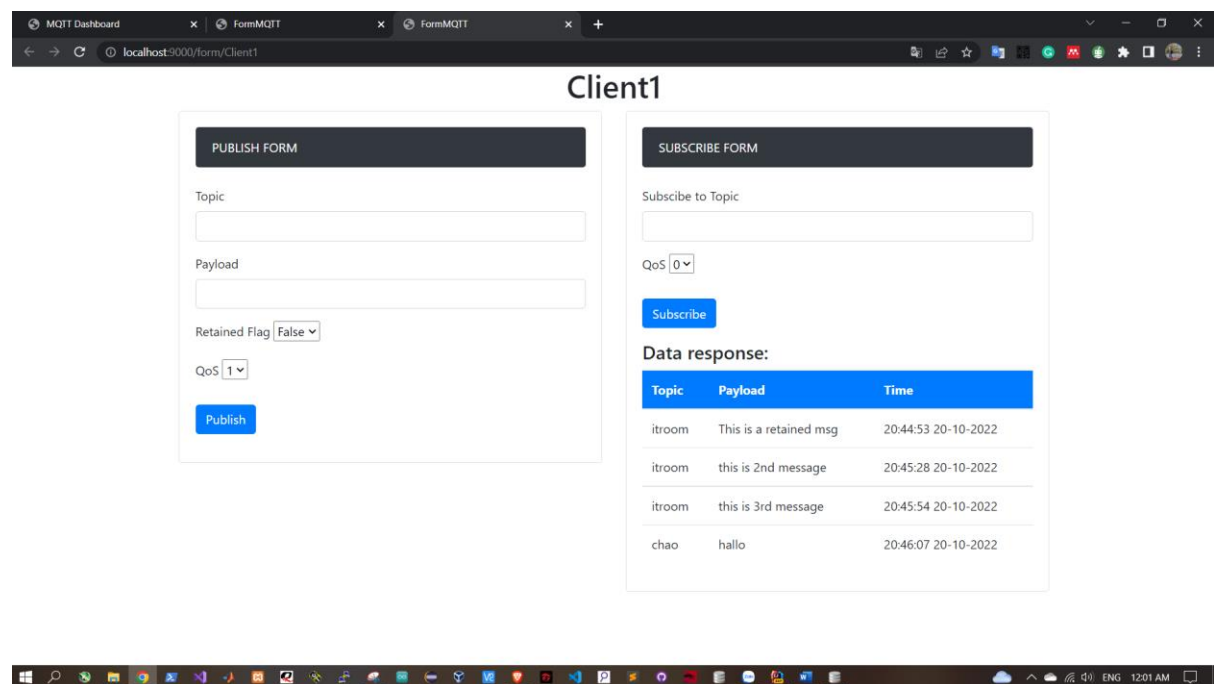 MQTT Dashboard
FormMQTT
FormMQTT
localhost:9000/form/Client1
Client1
PUBLISH FORM
Topic
Payload
Retained Flag False
QoS 1
Publish
SUBSCRIBE FORM
Subscibe to Topic
QoS 0
Subscribe
Data response:
Topic Payload Time
itroom This is a retained msg 20:44:53 20-10-2022
itroom this is 2nd message 20:45:28 20-10-2022
itroom this is 3rd message 20:45:54 20-10-2022
chao hallo 20:46:07 20-10-2022
ENG 12:01 AM